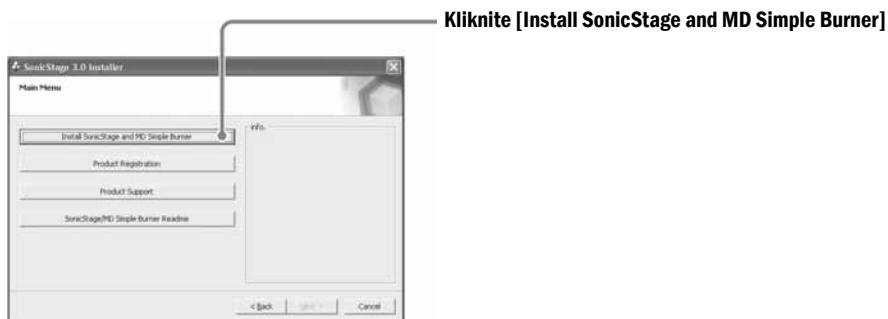 Kliknite [Install SonicStage and MD Simple Burner]
SonicStage 3.0 Installer
Main Menu
Install SonicStage and MD Simple Burner
info.
Product Registration
Product Support
SonicStage/MD Simple Burner Readme
< Back
Next >
Cancel